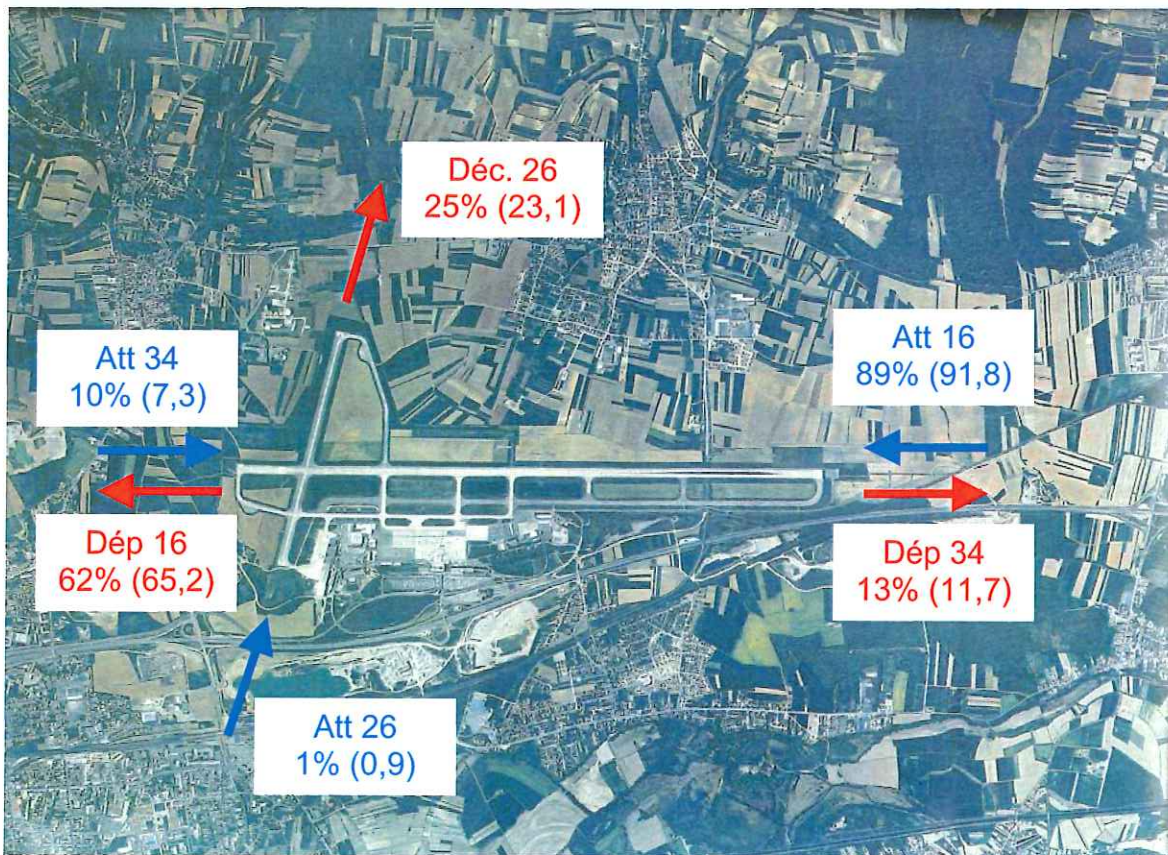 Déc. 26
25% (23,1)
Att 34
10% (7,3)
Att 16
89% (91,8)
Dép 16
62% (65,2)
Dép 34
13% (11,7)
Att 26
1% (0,9)